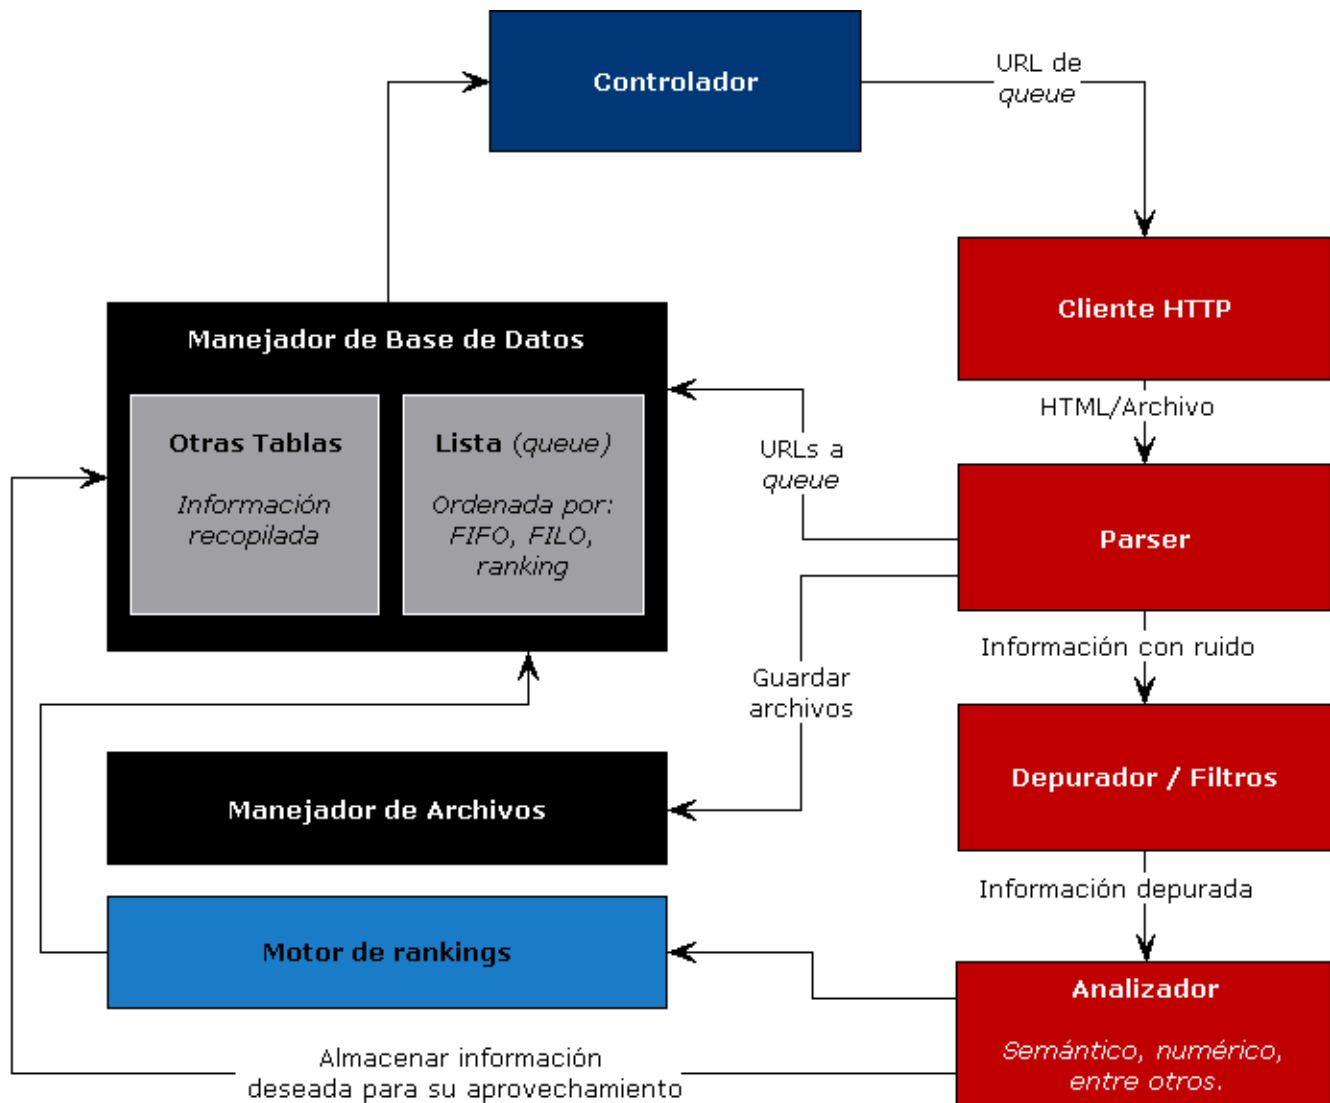 Controlador
URL de
queue
Cliente HTTP
HTML/Archivo
Manejador de Base de Datos
Otras Tablas
Información
recopilada
Lista (queue)
Ordenada por:
FIFO, FILO,
ranking
URLs a
queue
Parser
Información con ruido
Guardar
archivos
Depurador / Filtros
Manejador de Archivos
Información depurada
Motor de rankings
Analizador
Semántico, numérico,
entre otros.
Almacenar información
deseada para su aprovechamiento